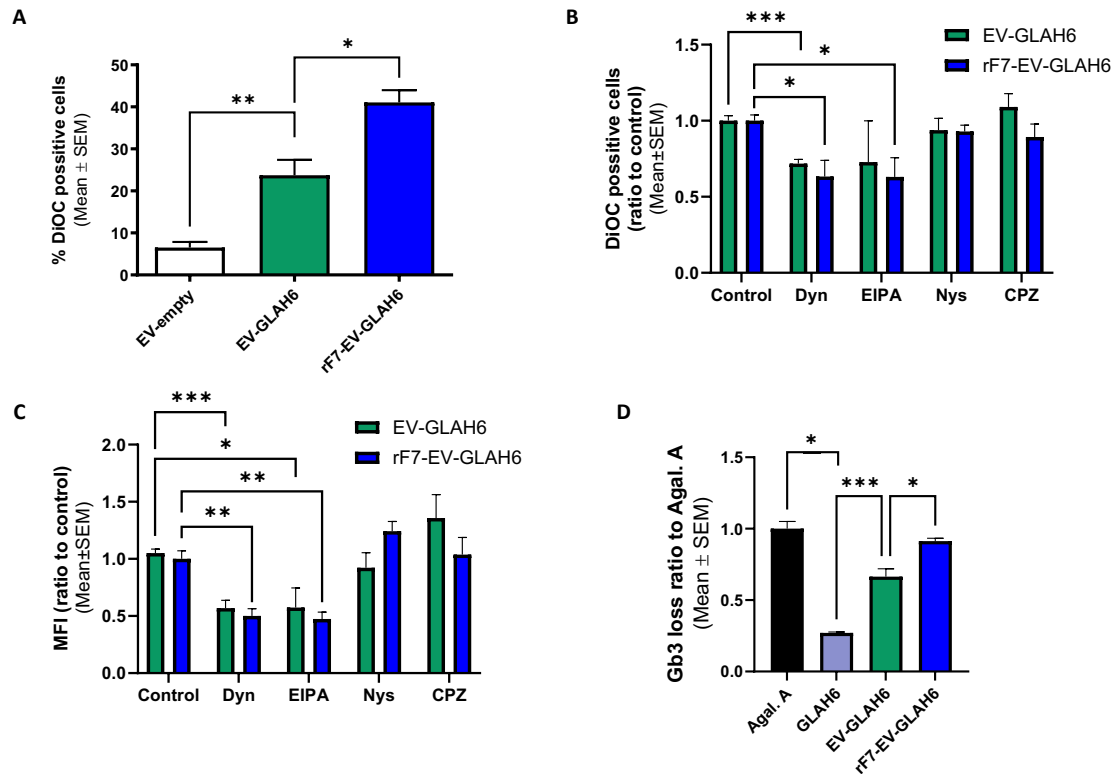 A
% DiOC possitive cells
(Mean ± SEM)
50
40
30
20
10
0
**
*
EV-empty
EV-GLAH6
rF7-EV-GLAH6
B
DiOC positive cells
(ratio to control)
(Mean±SEM)
1.5
1.0
0.5
0.0
***
*
*
EV-GLAH6
rF7-EV-GLAH6
Control Dyn EIPA Nys CPZ
C
MFI (ratio to control)
(Mean±SEM)
2.0
1.5
1.0
0.5
0.0
***
*
**
**
EV-GLAH6
rF7-EV-GLAH6
Control Dyn EIPA Nys CPZ
D
Gb3 loss ratio to Agal. A
(Mean ± SEM)
1.5
1.0
0.5
0.0
*
***
*
Agal. A
GLAH6
EV-GLAH6
rF7-EV-GLAH6